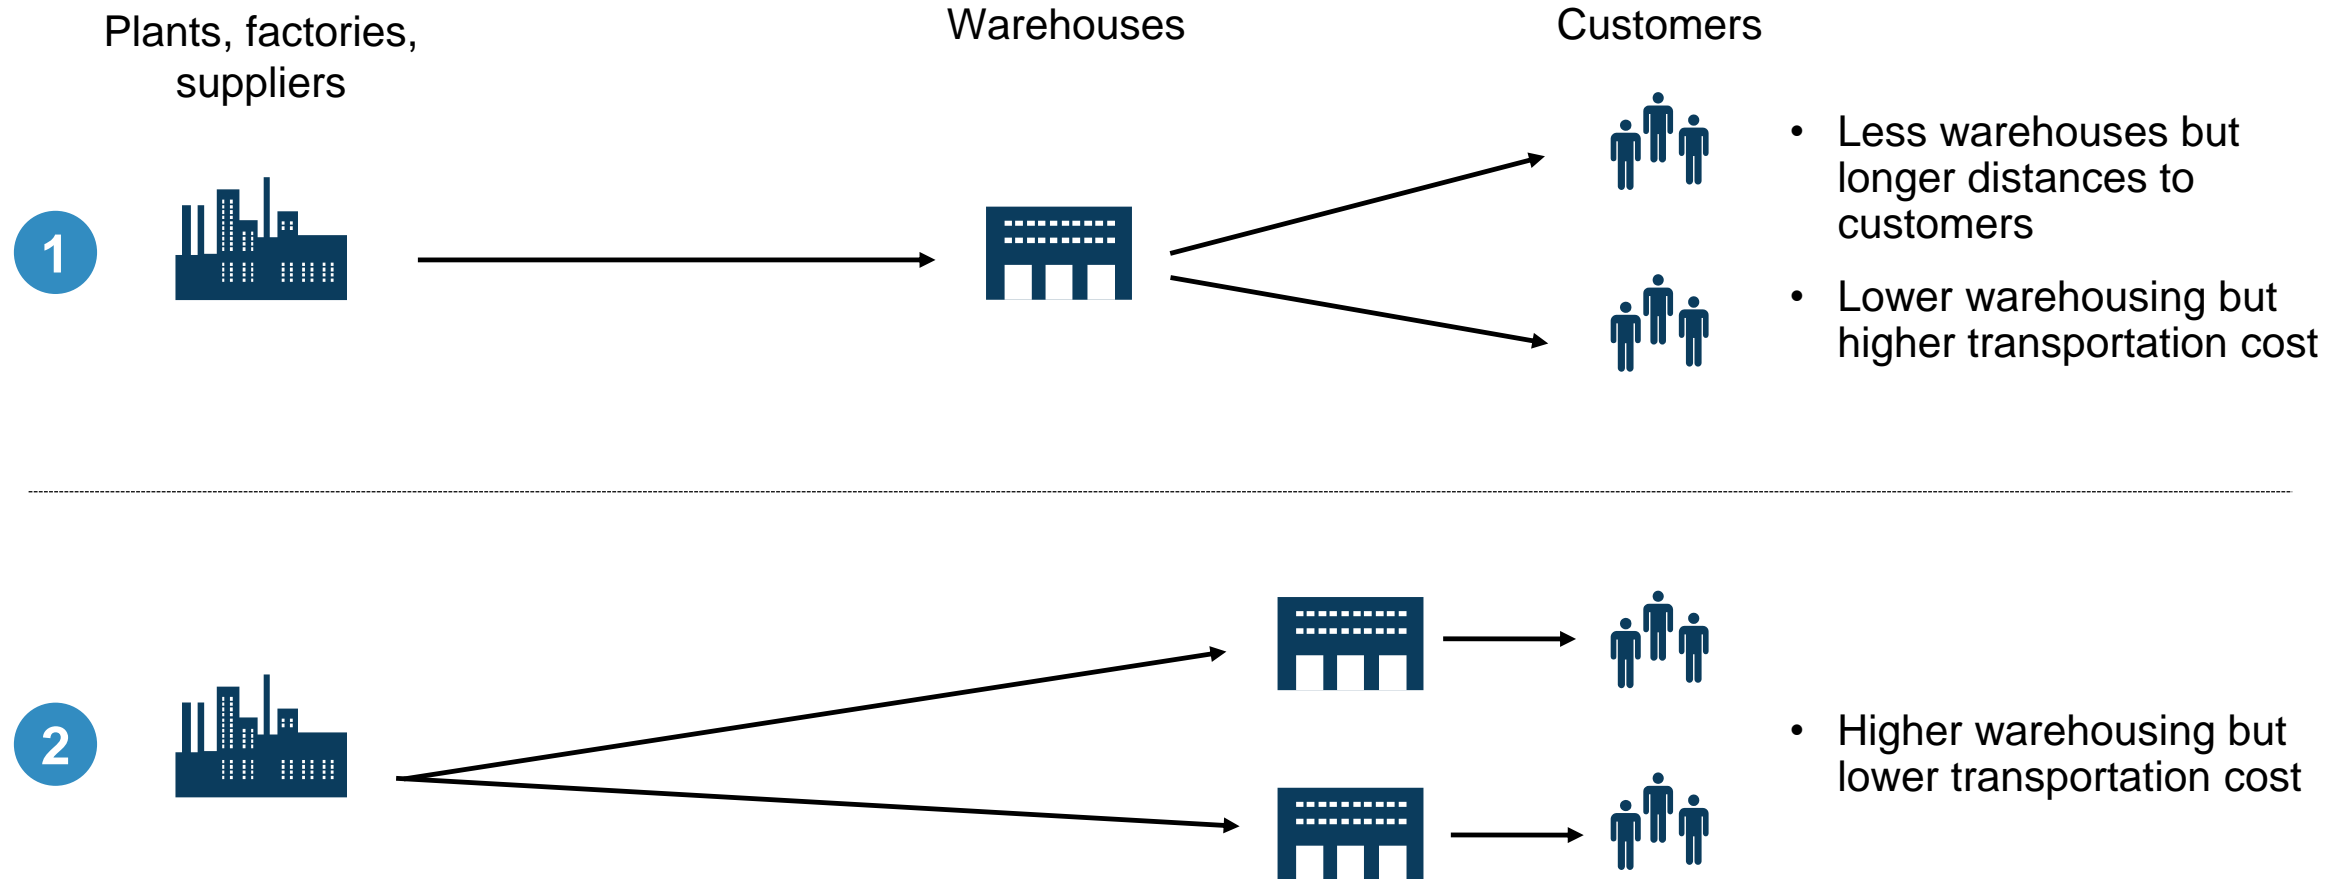 Plants, factories,
suppliers
Warehouses
Customers
1
• Less warehouses but
longer distances to
customers
• Lower warehousing but
higher transportation cost
2
• Higher warehousing but
lower transportation cost